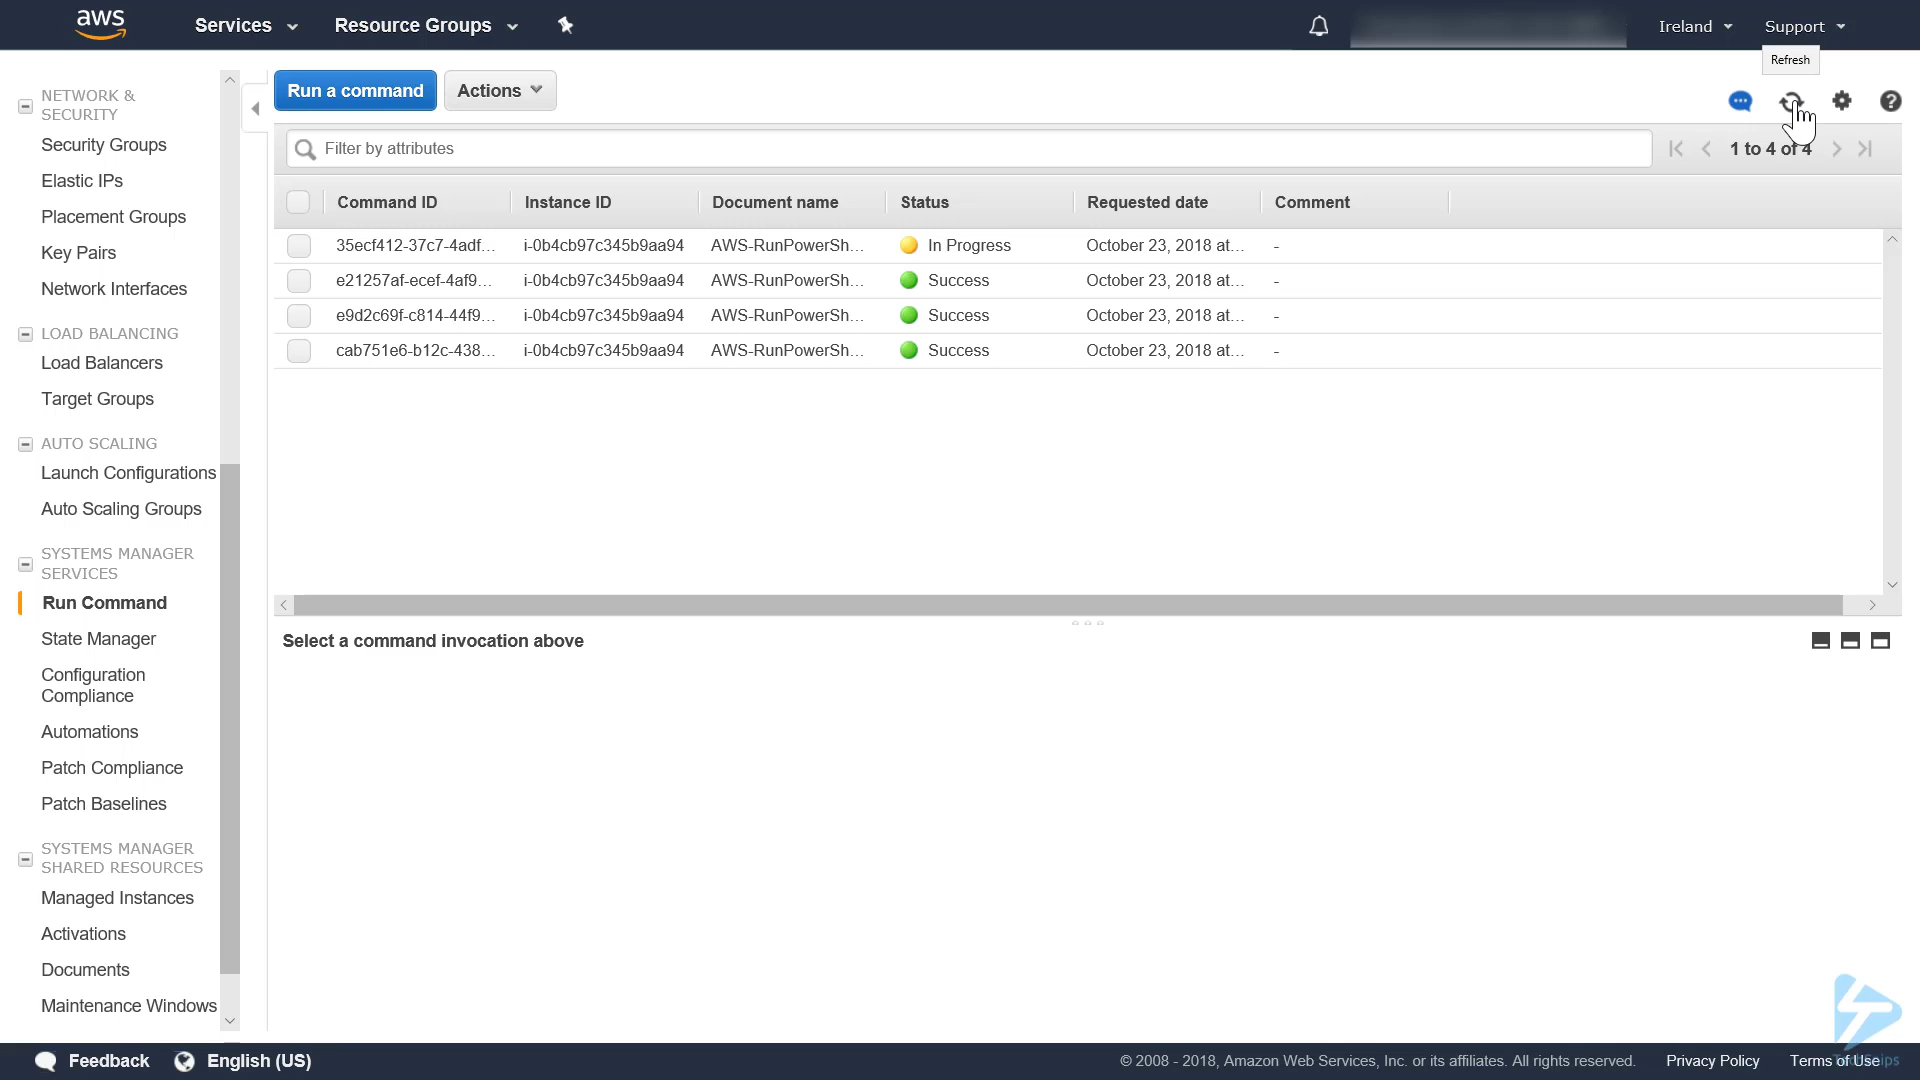 aws
Services
Resource Groups
Ireland
Support
Refresh
NETWORK &
SECURITY
Security Groups
Elastic IPs
Placement Groups
Key Pairs
Network Interfaces
LOAD BALANCING
Load Balancers
Target Groups
AUTO SCALING
Launch Configurations
Auto Scaling Groups
SYSTEMS MANAGER
SERVICES
Run Command
State Manager
Configuration
Compliance
Automations
Patch Compliance
Patch Baselines
SYSTEMS MANAGER
SHARED RESOURCES
Managed Instances
Activations
Documents
Maintenance Windows
Run a command
Actions
Filter by attributes
1 to 4 of 4
Command ID Instance ID Document name Status Requested date Comment
35ecf412-37c7-4adf... i-0b4cb97c345b9aa94 AWS-RunPowerSh... In Progress October 23, 2018 at... -
e21257af-ecef-4af9... i-0b4cb97c345b9aa94 AWS-RunPowerSh... Success October 23, 2018 at... -
e9d2c69f-c814-44f9... i-0b4cb97c345b9aa94 AWS-RunPowerSh... Success October 23, 2018 at... -
cab751e6-b12c-438... i-0b4cb97c345b9aa94 AWS-RunPowerSh... Success October 23, 2018 at... -
Select a command invocation above
Feedback
English (US)
© 2008 - 2018, Amazon Web Services, Inc. or its affiliates. All rights reserved.
Privacy Policy
Terms of Use